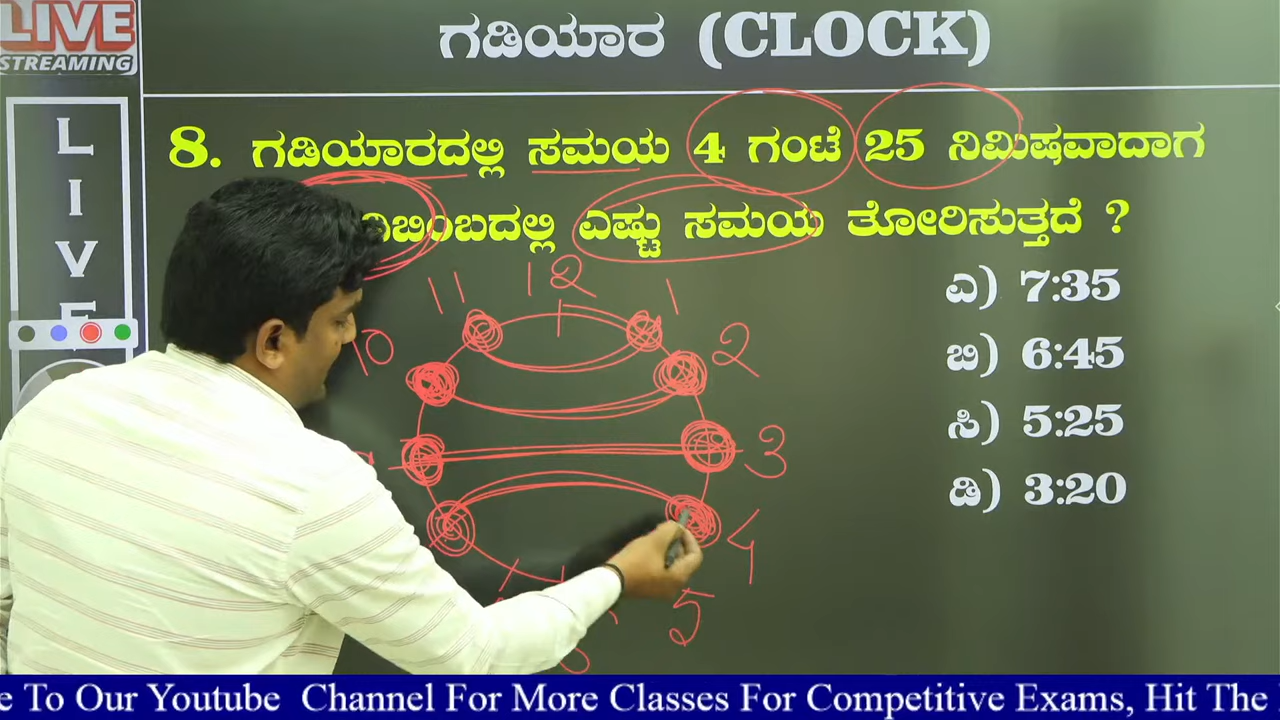 LIVE
STREAMING
ಗಡಿಯಾರ (CLOCK)
L
I
V
E
8. ಗಡಿಯಾರದಲ್ಲಿ ಸಮಯ 4 ಗಂಟೆ 25 ನಿಮಿಷವಾದಾಗ
ಎಷ್ಟು ಸಮಯ ತೋರಿಸುತ್ತದೆ ?
ಎ) 7:35
ಬಿ) 6:45
ಸಿ) 5:25
ಡಿ) 3:20
11 12 1
10 2
3
4
5
To Our Youtube Channel For More Classes For Competitive Exams, Hit The